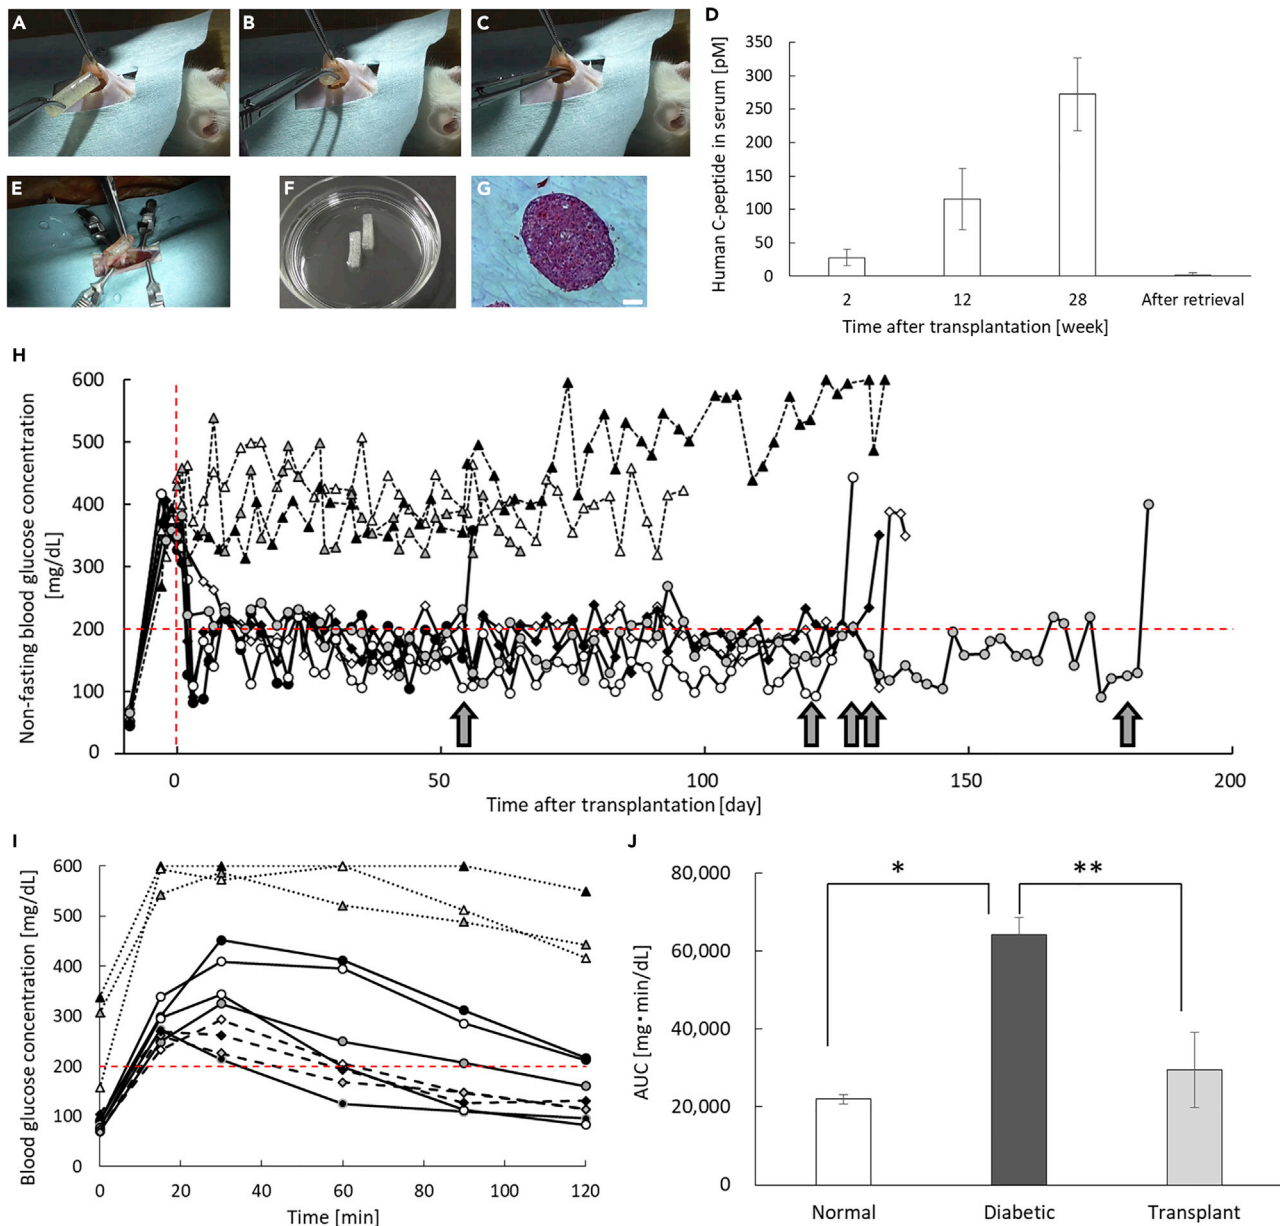 A
B
C
D
350
300
250
200
150
100
50
0
Human C-peptide in serum [pM]
2
12
28
After retrieval
Time after transplantation [week]
E
F
G
H
600
500
400
300
200
100
0
Non-fasting blood glucose concentration
[mg/dL]
0
50
100
150
200
Time after transplantation [day]
I
600
500
400
300
200
100
0
Blood glucose concentration [mg/dL]
0
20
40
60
80
100
120
Time [min]
J
80,000
60,000
40,000
20,000
0
AUC [mg・min/dL]
*
**
Normal
Diabetic
Transplant